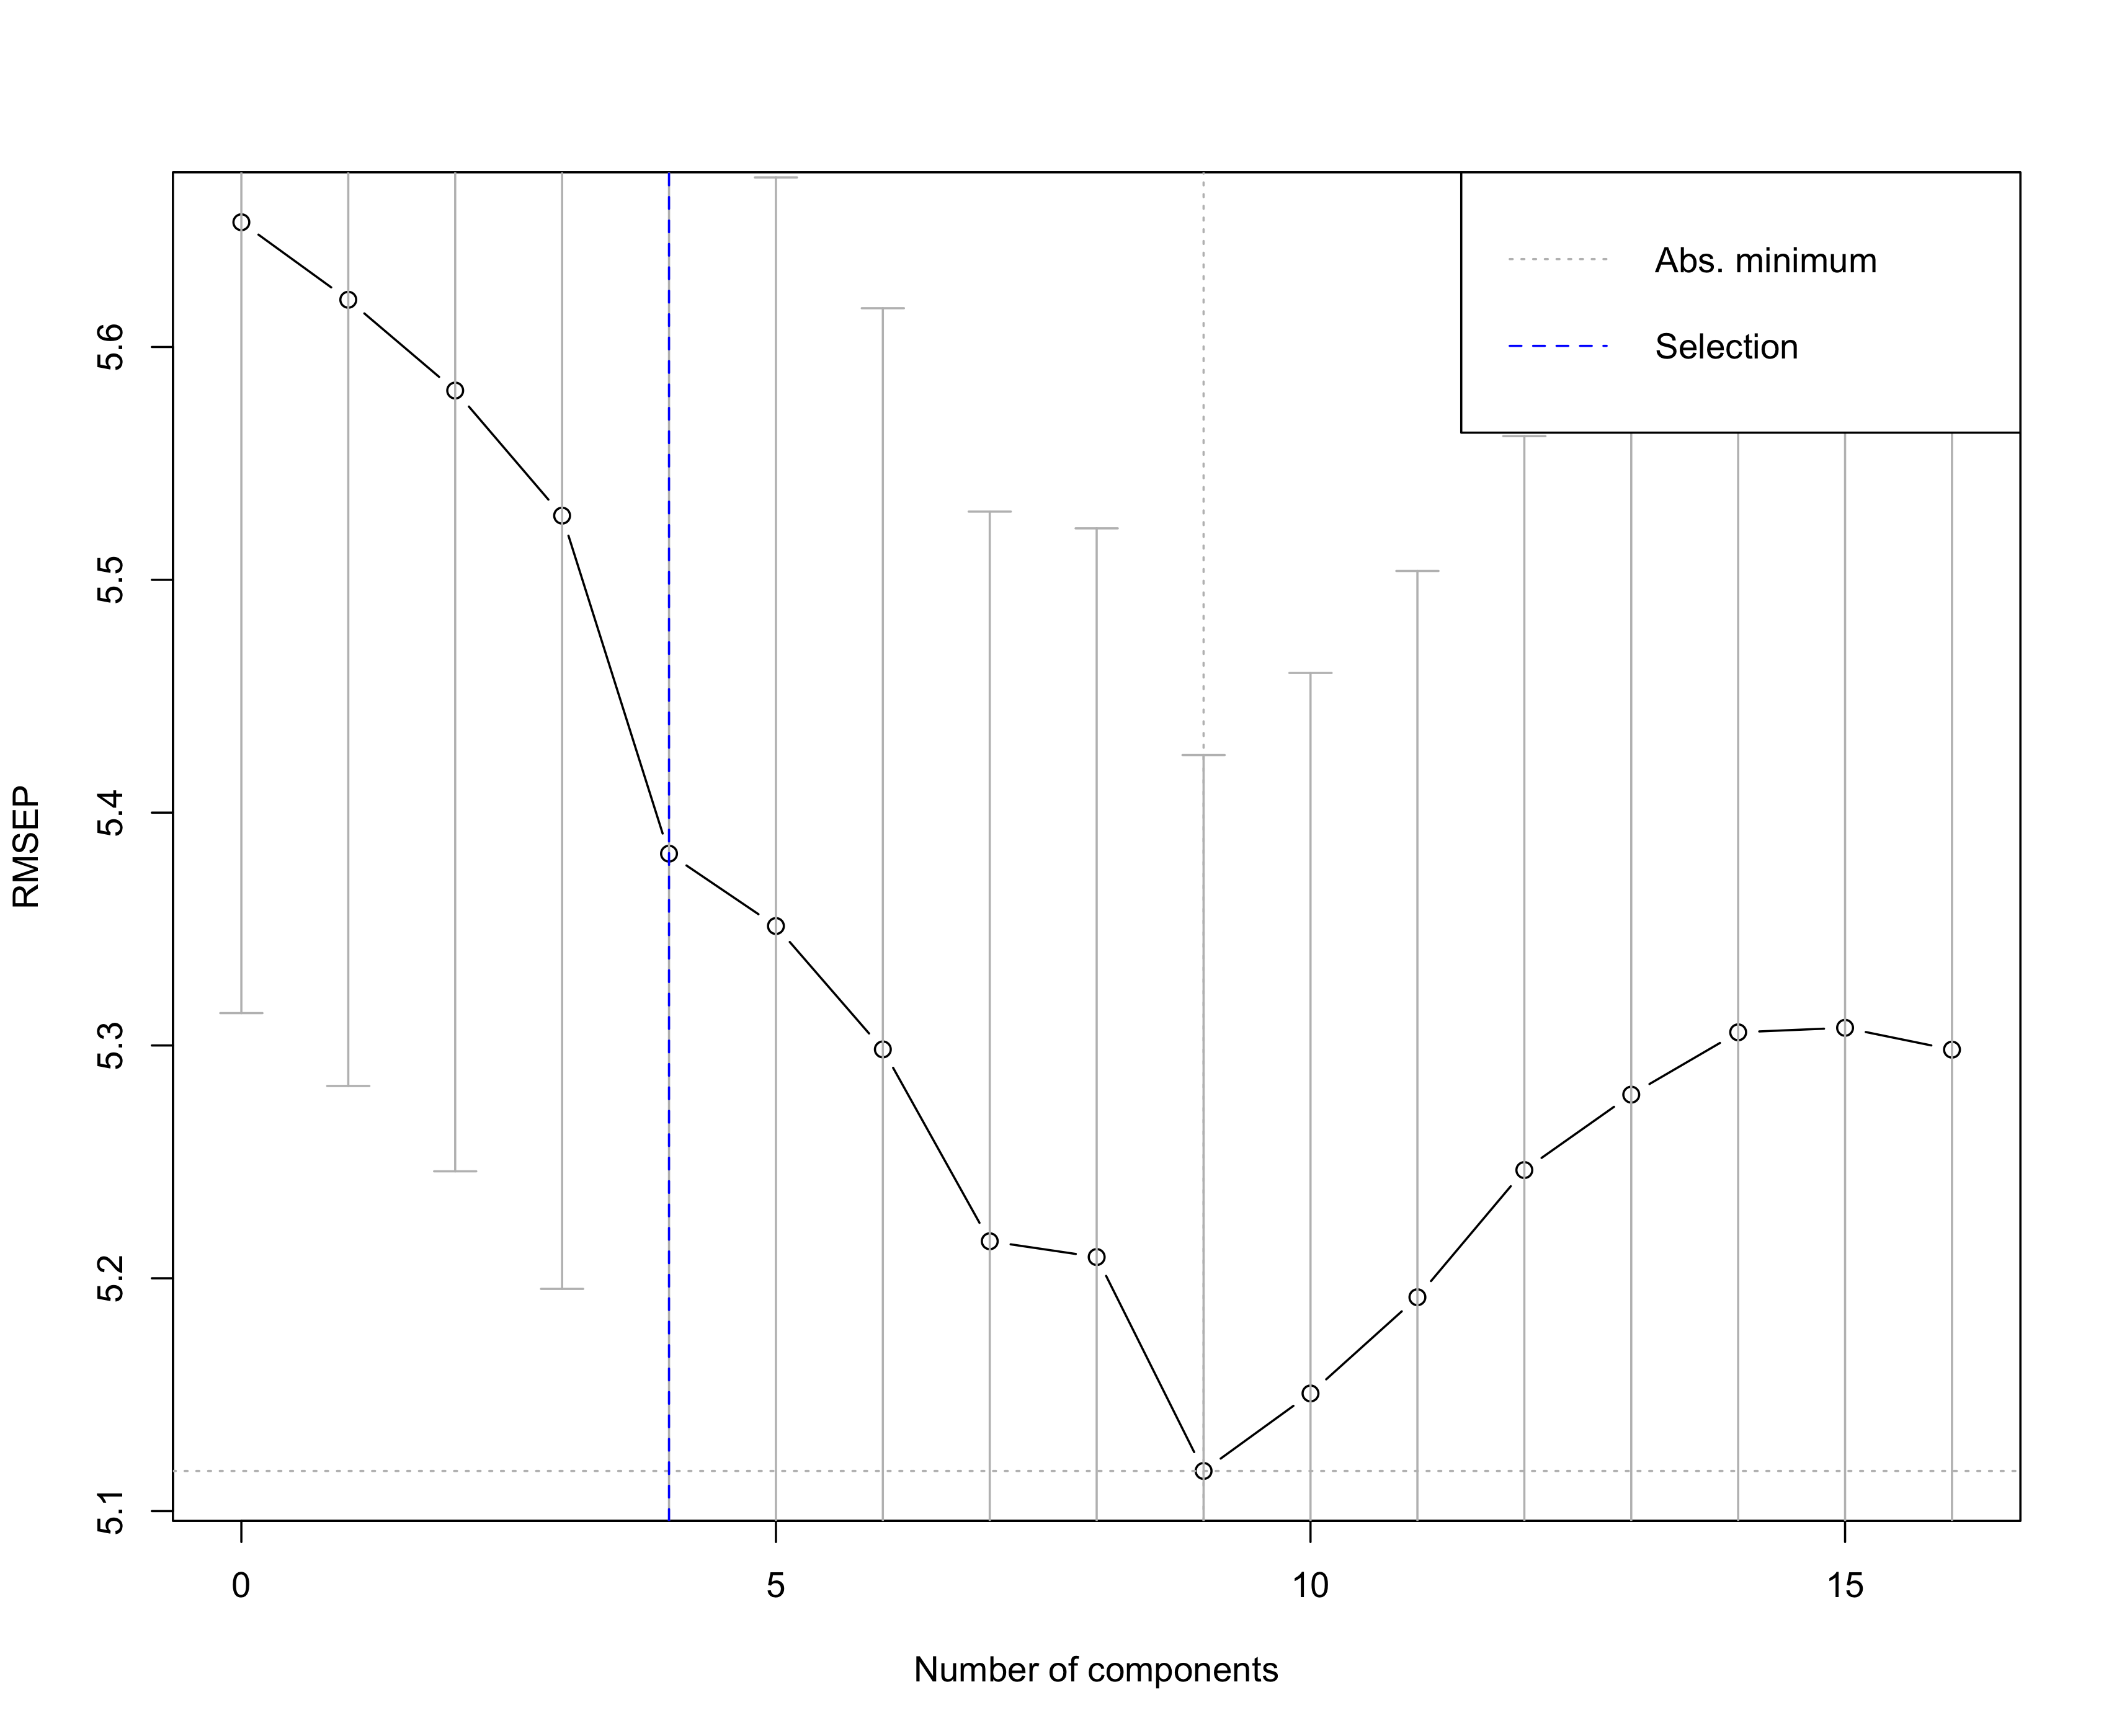 Abs. minimum
Selection
RMSEP
5.6
5.5
5.4
5.3
5.2
5.1
0 5 10 15
Number of components